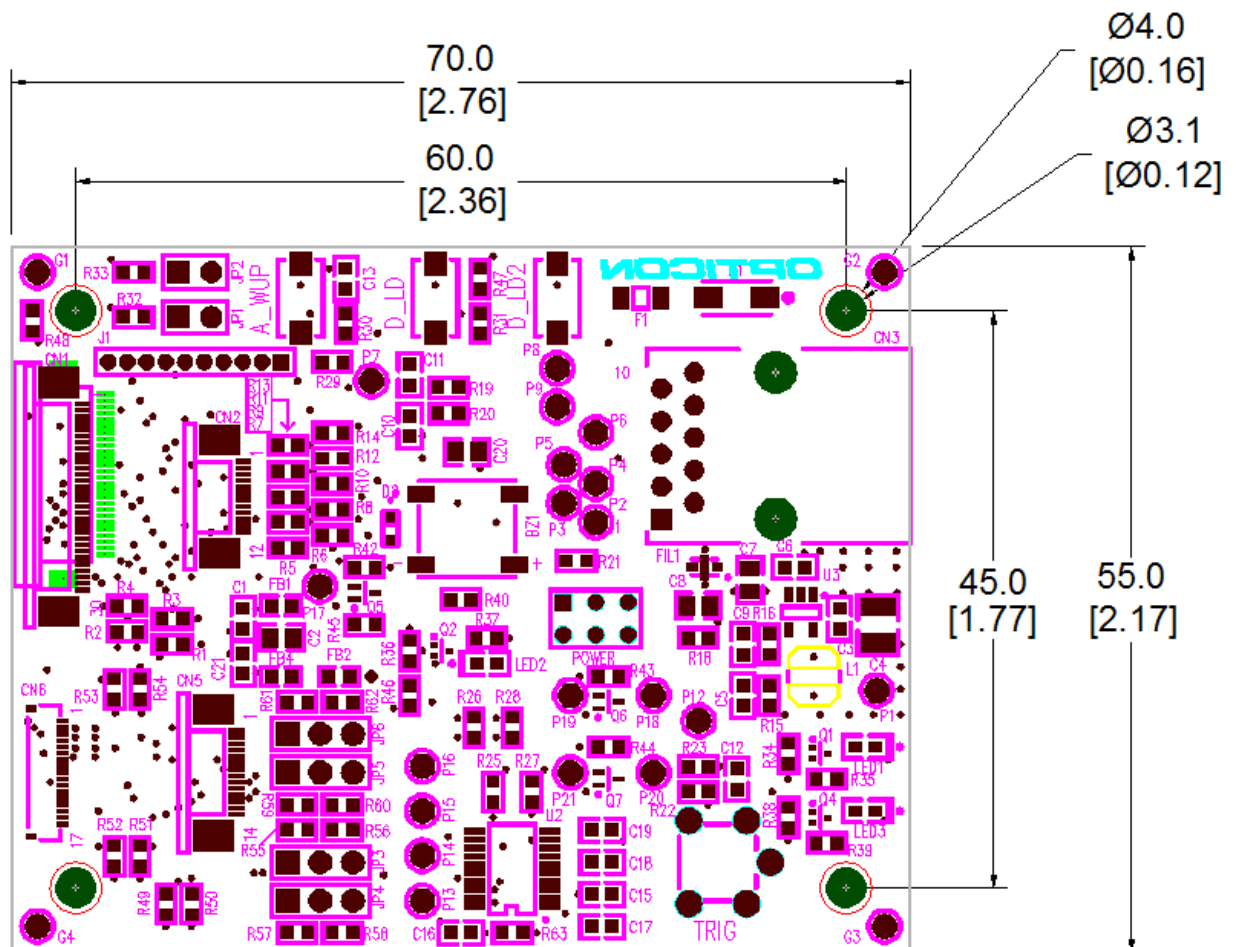 Ø4.0
[Ø0.16]
70.0
[2.76]
Ø3.1
[Ø0.12]
60.0
[2.36]
G1
R33
JP2
A_WUP
C13
D_LD
R47
D_LD2
OPTICON
G2
R32
JP1
R30
R31
F1
R48
J1
CN3
CN1
P7
C11
P8
10
R29
R13
R11
R9
R7
R19
P9
CN2
R20
C10
P6
R14
1
R12
C20
P5
P4
R10
P2
D3
R8
BZ1
P3
1
12
R6
R5
R42
-
+
R21
FIL1
C7
C6
U3
45.0
[1.77]
55.0
[2.17]
R4
30
R3
C1
FB1
P17
Q5
R40
C8
C9
R16
R2
R1
C2
R45
R37
Q2
C3
C21
R36
LED2
POWER
R18
C4
FB4
FB2
L1
CN6
R53
R54
CN5
R61
R62
R46
R43
P12
C5
R15
P1
1
1
R26
R28
P19
Q6
P18
JP6
Q1
R44
R23
C12
R34
LED1
JP5
P16
R25
R27
P21
Q7
P20
R35
R59
R60
P15
R22
R38
Q4
LED3
R52
R51
14
R56
U2
C19
17
R55
R39
JP3
P14
C18
R49
R50
JP4
P13
C15
G4
R57
R58
C16
R63
C17
TRIG
G3